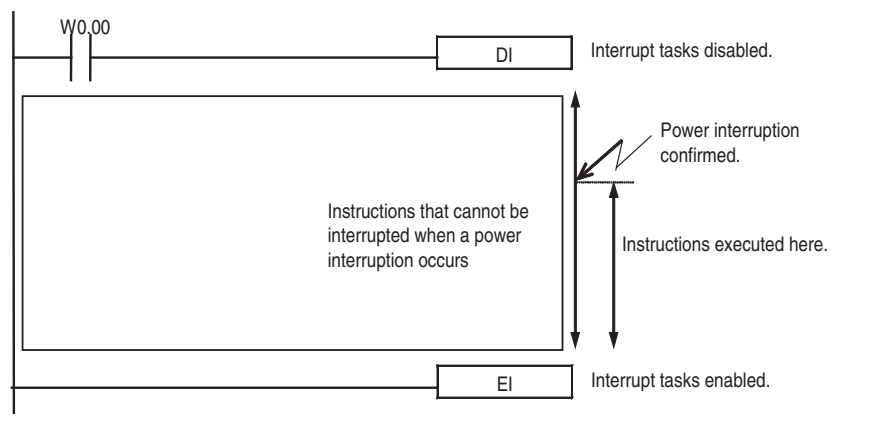 W0.00
DI
Interrupt tasks disabled.
Power interruption
confirmed.
Instructions that cannot be
interrupted when a power
interruption occurs
Instructions executed here.
EI
Interrupt tasks enabled.